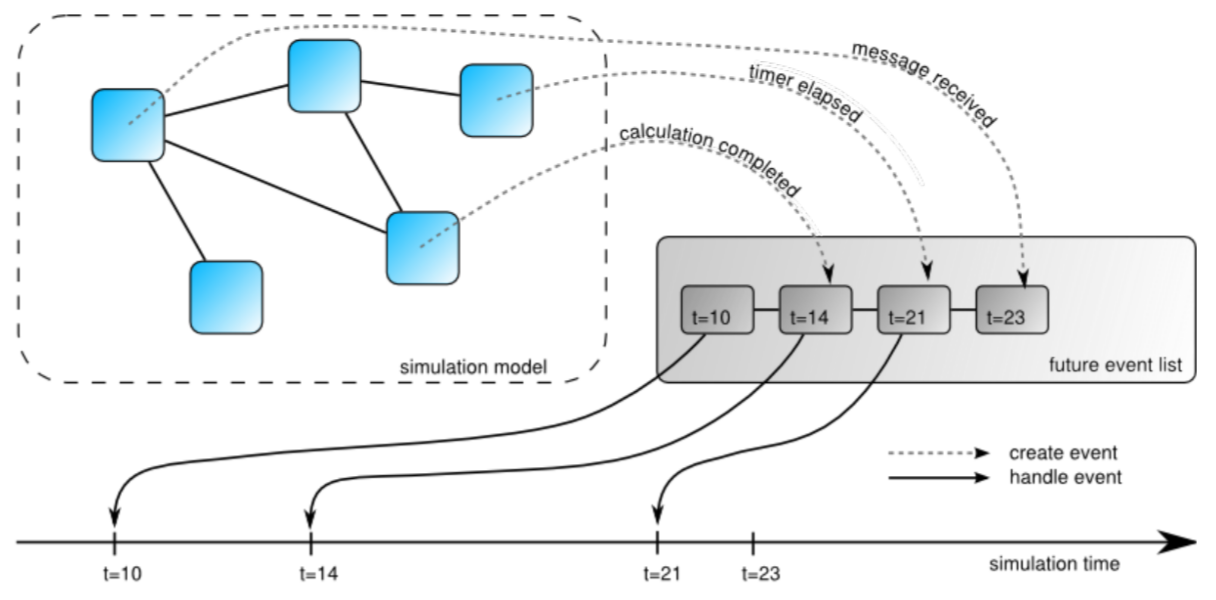 message received
timer elapsed
calculation completed
t=10
t=14
t=21
t=23
simulation model
future event list
create event
handle event
simulation time
t=10
t=14
t=21
t=23